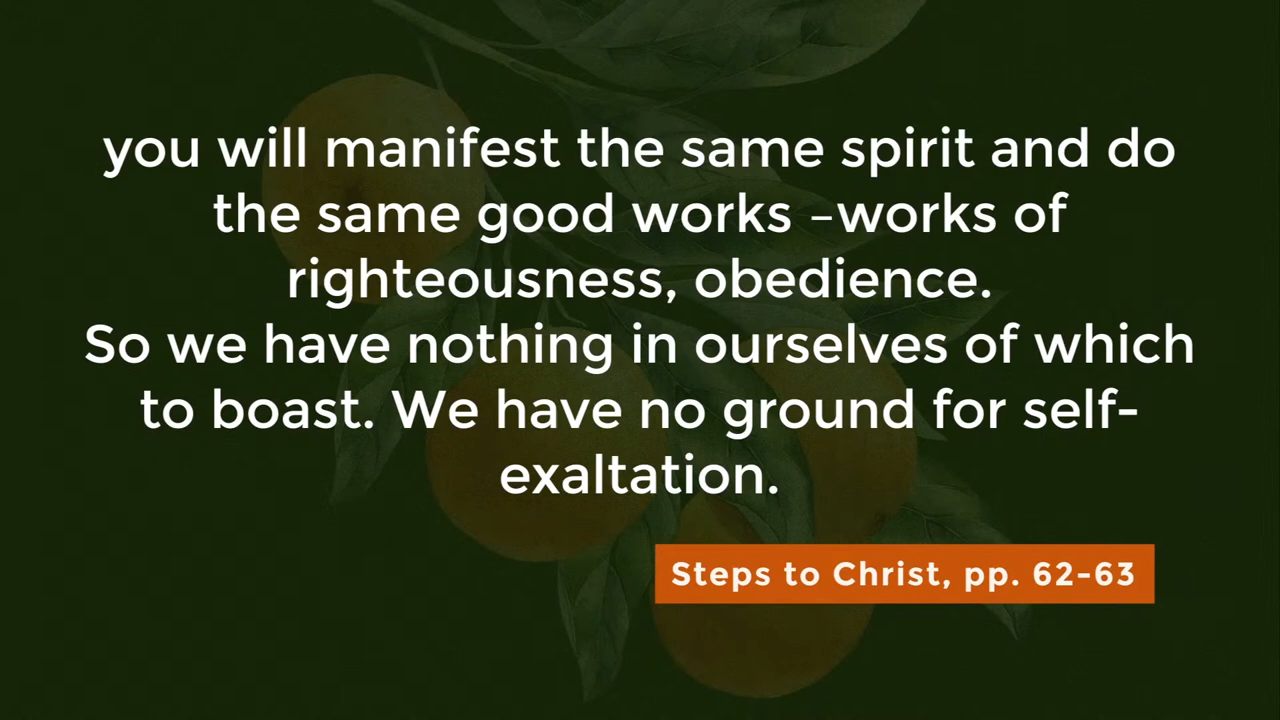 you will manifest the same spirit and do
the same good works –works of
righteousness, obedience.
So we have nothing in ourselves of which
to boast. We have no ground for self-
exaltation.
Steps to Christ, pp. 62-63